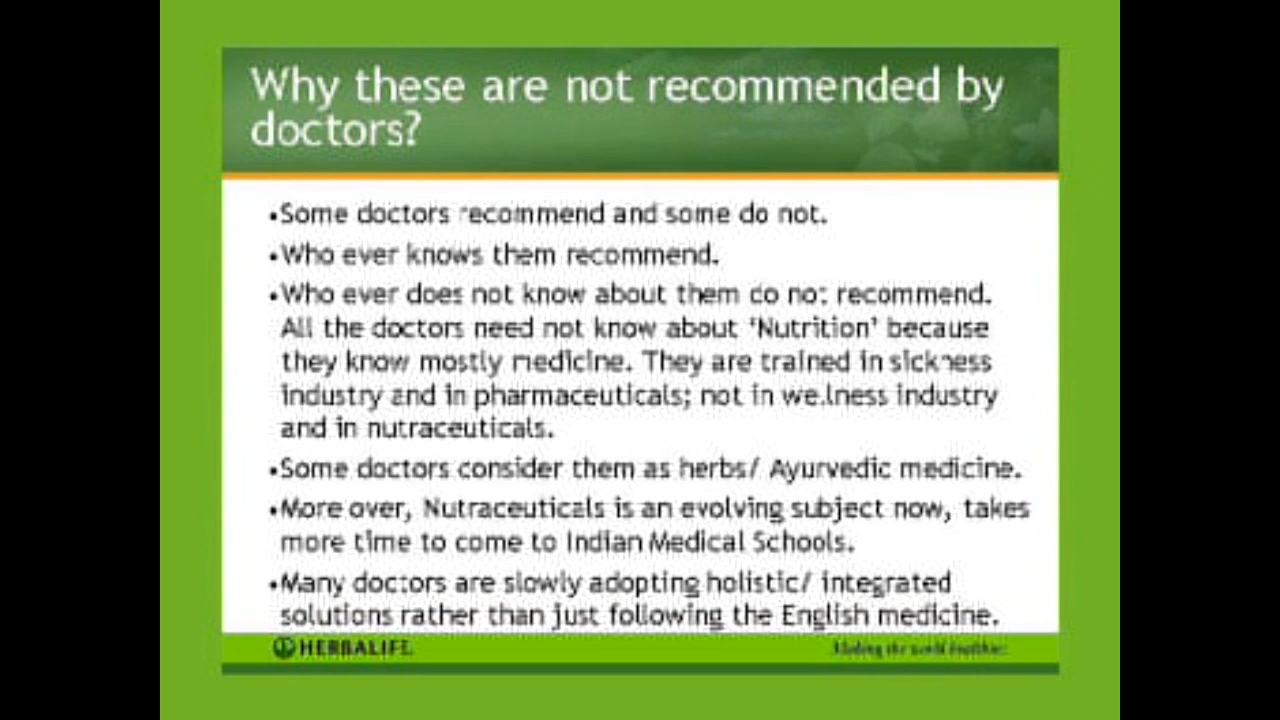 Why these are not recommended by
doctors?
•Some doctors recommend and some do not.
•Who ever knows them recommend.
•Who ever does not know about them do not recommend.
All the doctors need not know about ‘Nutrition’ because
they know mostly medicine. They are trained in sickness
industry and in pharmaceuticals; not in wellness industry
and in nutraceuticals.
•Some doctors consider them as herbs/ Ayurvedic medicine.
•More over, Nutraceuticals is an evolving subject now, takes
more time to come to Indian Medical Schools.
•Many doctors are slowly adopting holistic/ integrated
solutions rather than just following the English medicine.
HERBALIFE.
Making the world healthier.